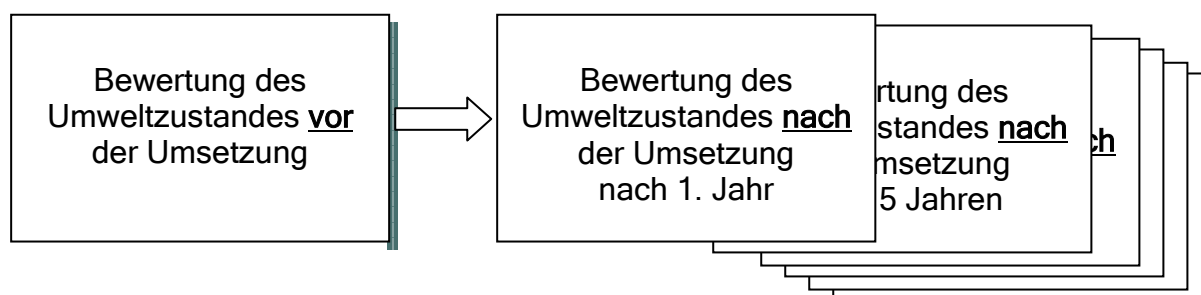 Bewertung des
Umweltzustandes vor
der Umsetzung
Bewertung des
Umweltzustandes nach
der Umsetzung
nach 1. Jahr
rtung des
standes nach
msetzung
5 Jahren
ch